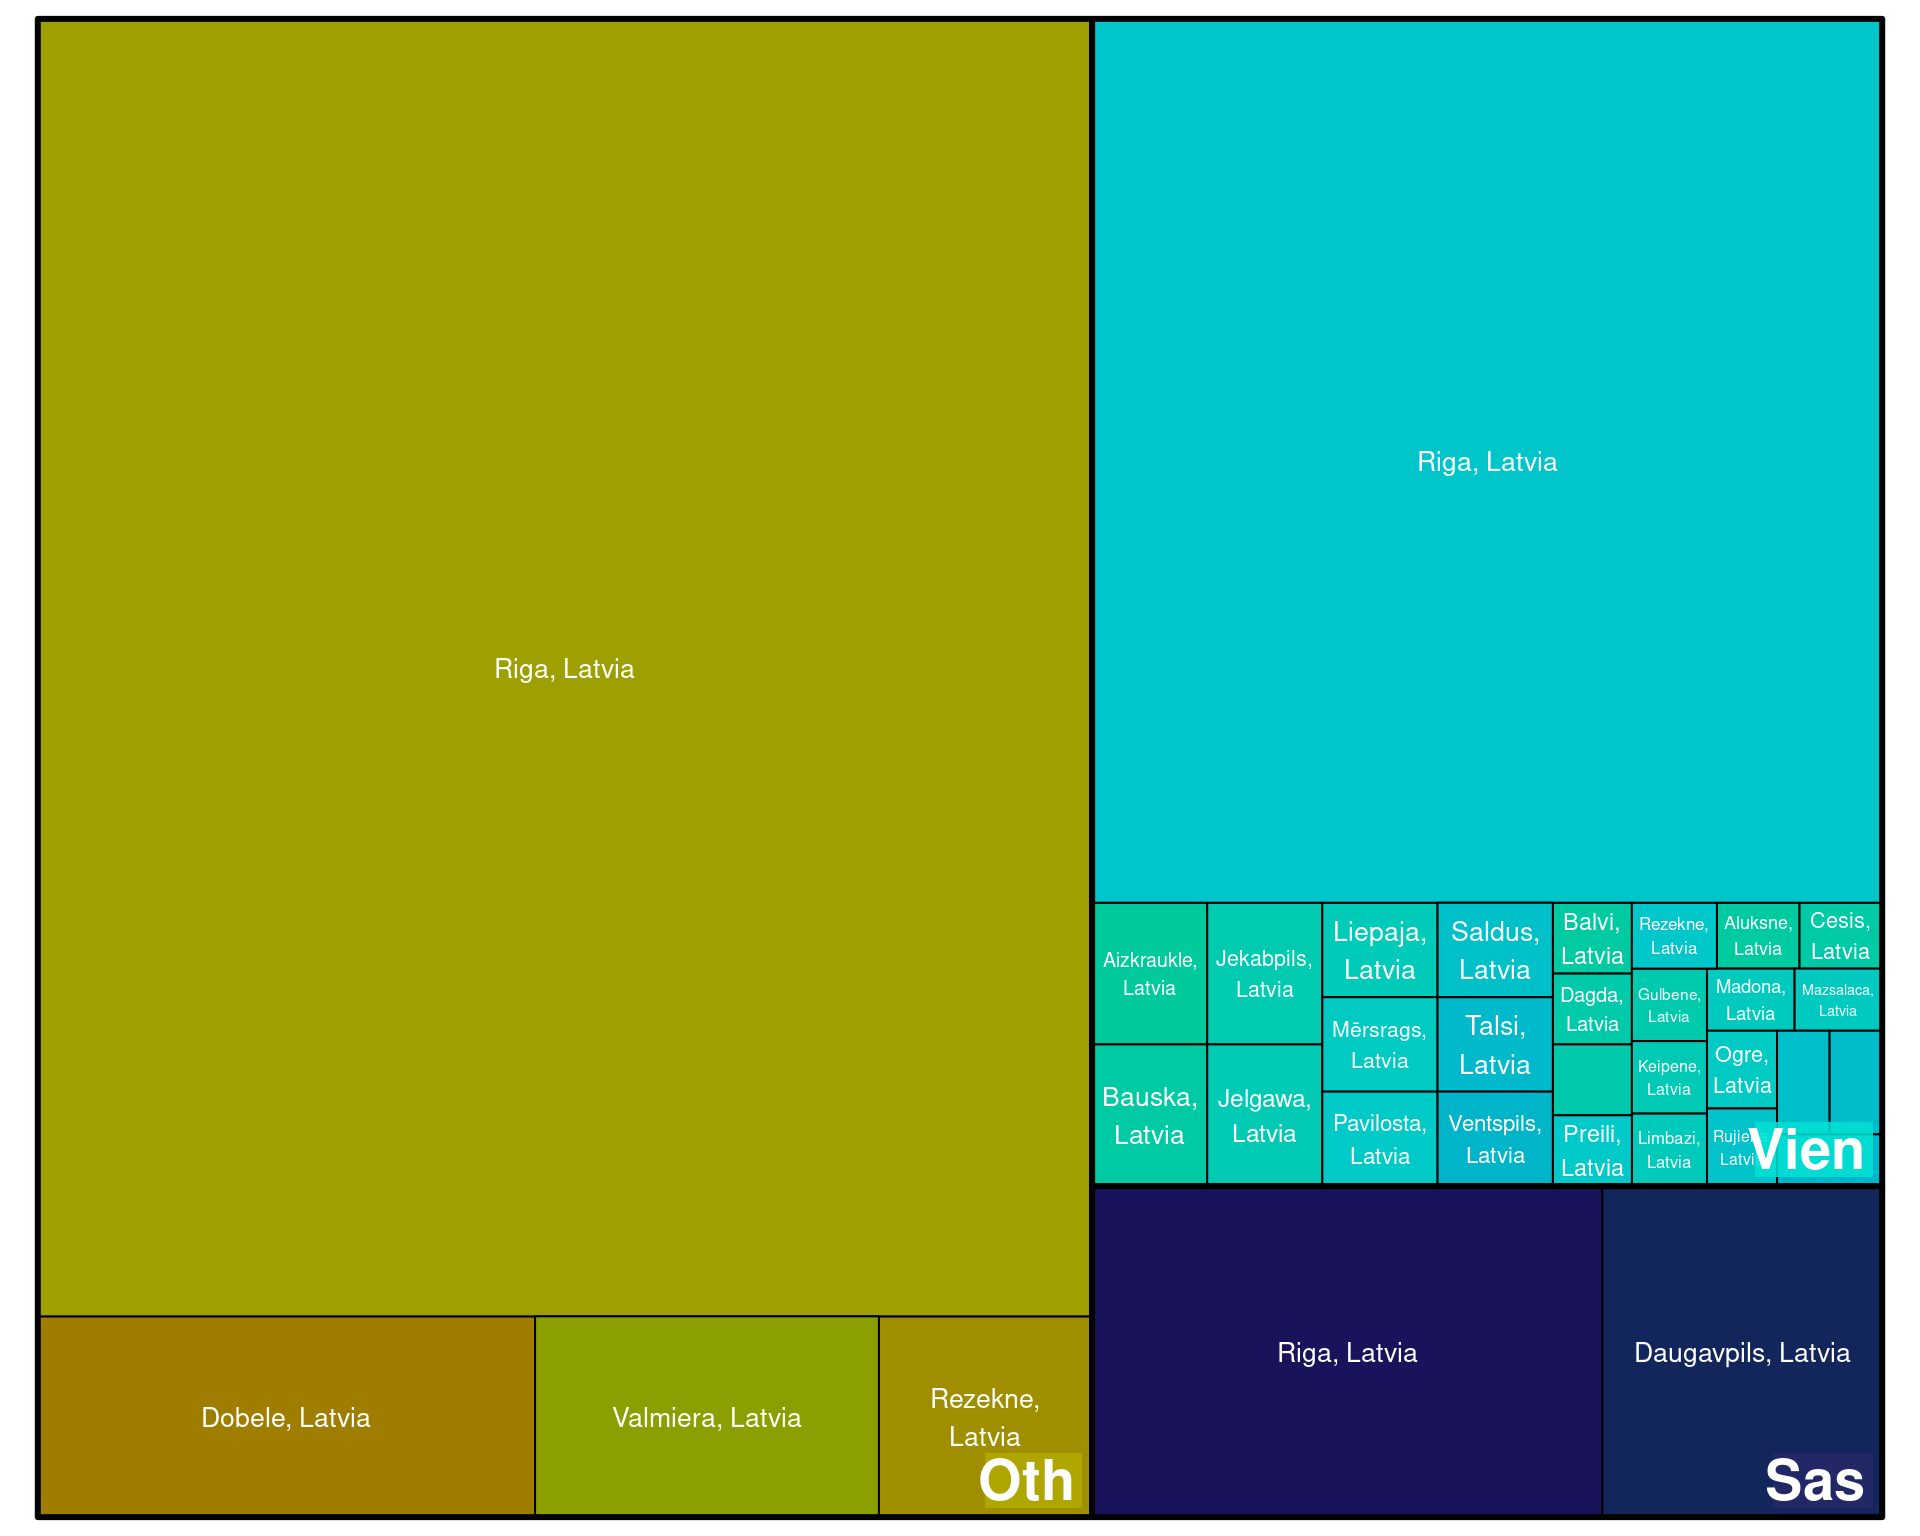 Riga, Latvia
Dobele, Latvia
Valmiera, Latvia
Rezekne,
Latvia
Oth
Riga, Latvia
Aizkraukle,
Latvia
Bauska,
Latvia
Jekabpils,
Latvia
Jelgawa,
Latvia
Liepaja,
Latvia
Mērsrags,
Latvia
Pavilosta,
Latvia
Saldus,
Latvia
Talsi,
Latvia
Ventspils,
Latvia
Balvi,
Latvia
Dagda,
Latvia
Preili,
Latvia
Rezekne,
Latvia
Aluksne,
Latvia
Cesis,
Latvia
Gulbene,
Latvia
Keipene,
Latvia
Limbazi,
Latvia
Madona,
Latvia
Mazsalaca,
Latvia
Ogre,
Latvia
Vien
Riga, Latvia
Daugavpils, Latvia
Sas